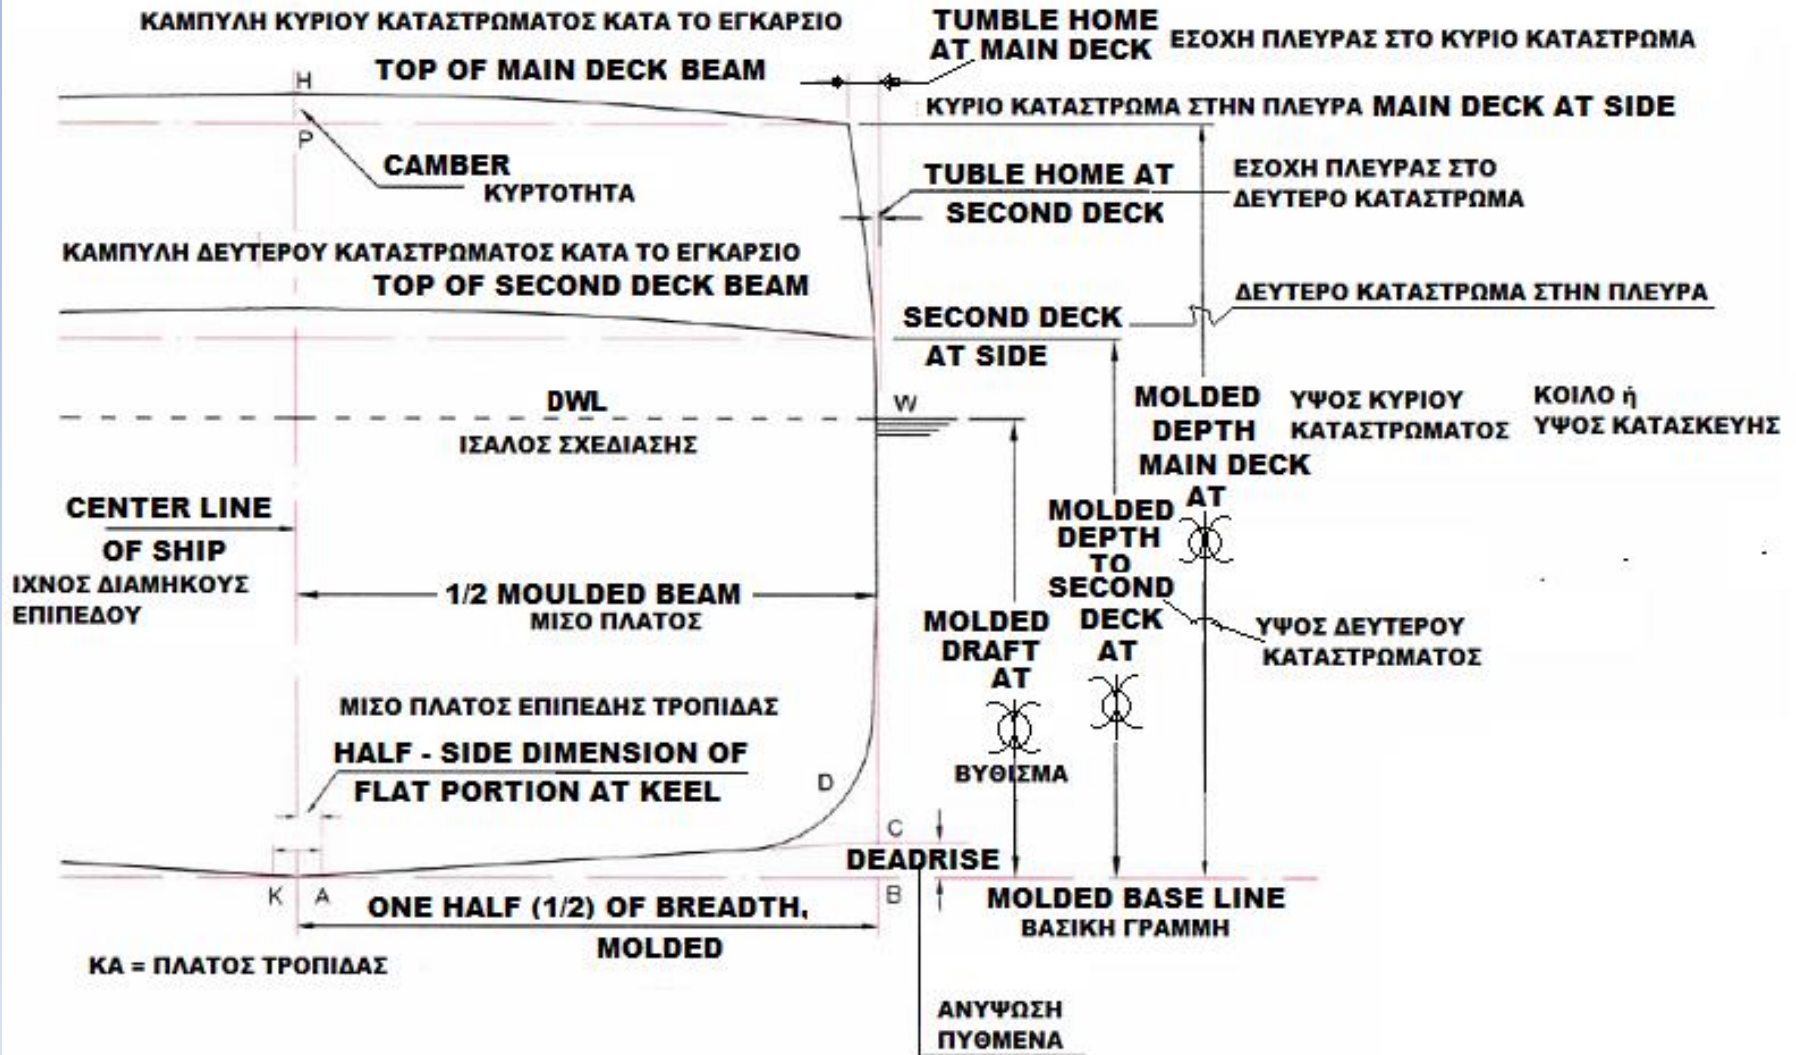 ΚΑΜΠΥΛΗ ΚΥΡΙΟΥ ΚΑΤΑΣΤΡΩΜΑΤΟΣ ΚΑΤΑ ΤΟ ΕΓΚΑΡΣΙΟ
TOP OF MAIN DECK BEAM
TUMBLE HOME
AT MAIN DECK
ΕΣΟΧΗ ΠΛΕΥΡΑΣ ΣΤΟ ΚΥΡΙΟ ΚΑΤΑΣΤΡΩΜΑ
H
P
CAMBER
ΚΥΡΤΟΤΗΤΑ
ΚΥΡΙΟ ΚΑΤΑΣΤΡΩΜΑ ΣΤΗΝ ΠΛΕΥΡΑ MAIN DECK AT SIDE
TUBLE HOME AT
SECOND DECK
ΕΣΟΧΗ ΠΛΕΥΡΑΣ ΣΤΟ
ΔΕΥΤΕΡΟ ΚΑΤΑΣΤΡΩΜΑ
ΚΑΜΠΥΛΗ ΔΕΥΤΕΡΟΥ ΚΑΤΑΣΤΡΩΜΑΤΟΣ ΚΑΤΑ ΤΟ ΕΓΚΑΡΣΙΟ
TOP OF SECOND DECK BEAM
SECOND DECK
AT SIDE
ΔΕΥΤΕΡΟ ΚΑΤΑΣΤΡΩΜΑ ΣΤΗΝ ΠΛΕΥΡΑ
DWL
ΙΣΑΛΟΣ ΣΧΕΔΙΑΣΗΣ
W
MOLDED
DEPTH
MAIN DECK
AT
ΥΨΟΣ ΚΥΡΙΟΥ
ΚΑΤΑΣΤΡΩΜΑΤΟΣ
ΚΟΙΛΟ ή
ΥΨΟΣ ΚΑΤΑΣΚΕΥΗΣ
CENTER LINE
OF SHIP
ΙΧΝΟΣ ΔΙΑΜΗΚΟΥΣ
ΕΠΙΠΕΔΟΥ
1/2 MOULDED BEAM
ΜΙΣΟ ΠΛΑΤΟΣ
MOLDED
DEPTH
TO
SECOND
DECK
AT
ΥΨΟΣ ΔΕΥΤΕΡΟΥ
ΚΑΤΑΣΤΡΩΜΑΤΟΣ
MOLDED
DRAFT
AT
ΒΥΘΙΣΜΑ
ΜΙΣΟ ΠΛΑΤΟΣ ΕΠΙΠΕΔΗΣ ΤΡΟΠΙΔΑΣ
HALF - SIDE DIMENSION OF
FLAT PORTION AT KEEL
D
C
DEADRISE
K A
B
ONE HALF (1/2) OF BREADTH,
MOLDED
MOLDED BASE LINE
ΒΑΣΙΚΗ ΓΡΑΜΜΗ
ΚΑ = ΠΛΑΤΟΣ ΤΡΟΠΙΔΑΣ
ΑΝΥΨΩΣΗ
ΠΥΘΜΕΝΑ